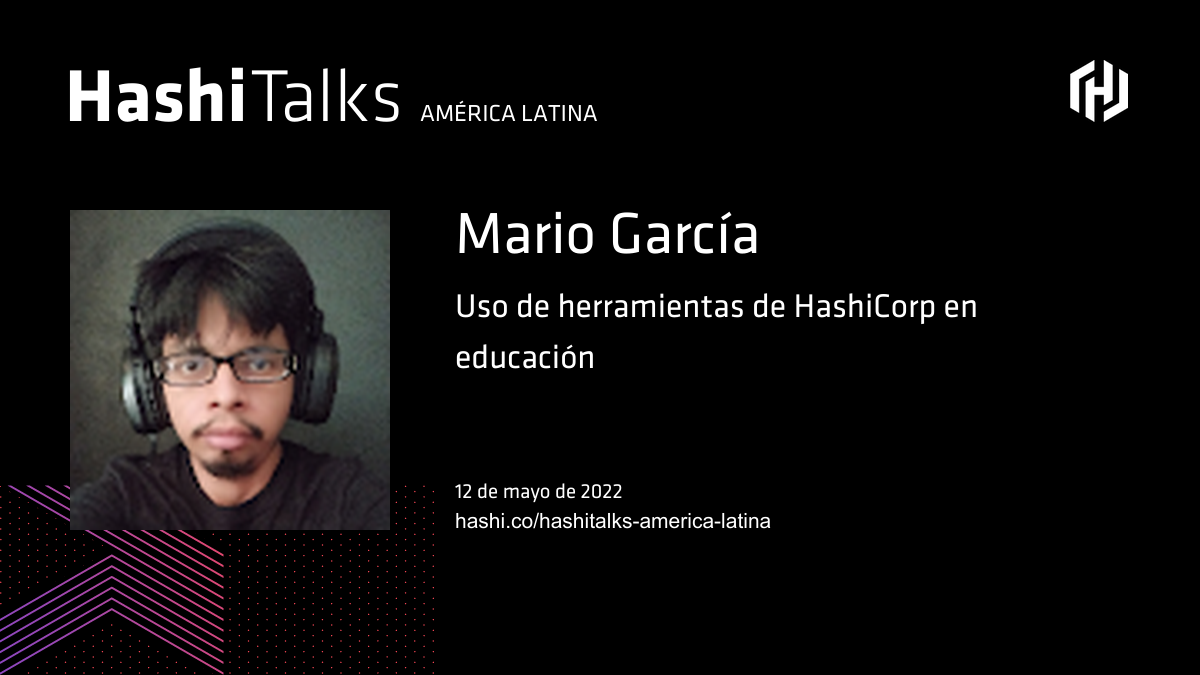 HashiTalks AMÉRICA LATINA
Mario García
Uso de herramientas de HashiCorp en
educación
12 de mayo de 2022
hashi.co/hashitalks-america-latina